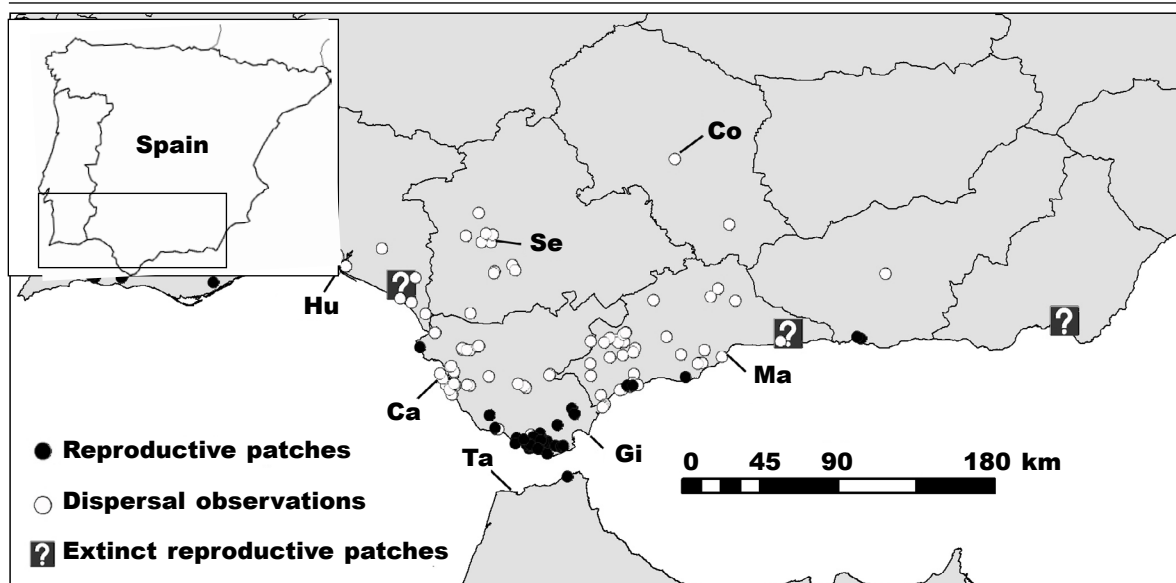 Spain
Co
Se
Hu
Ma
Ca
Gi
Ta
0 45 90 180 km
Reproductive patches
Dispersal observations
? Extinct reproductive patches
?
?
?